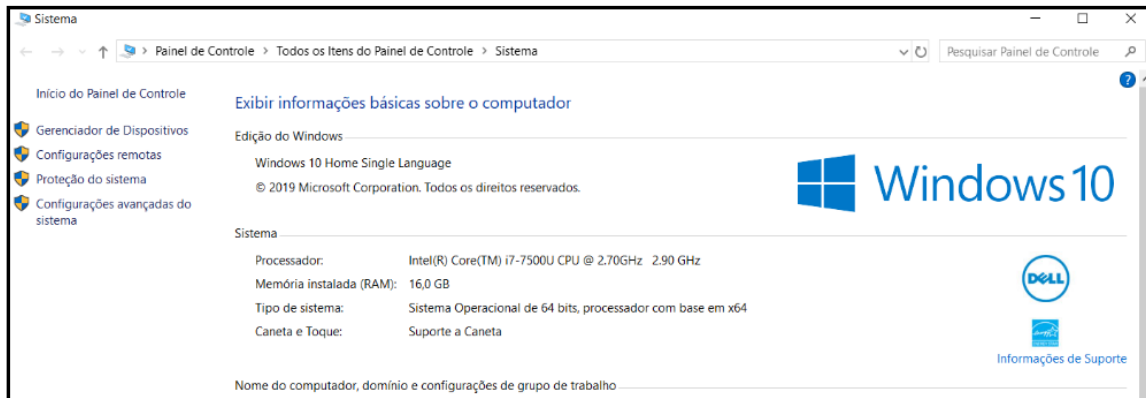 Sistema
Painel de Controle > Todos os Itens do Painel de Controle > Sistema
Pesquisar Painel de Controle
Início do Painel de Controle
Gerenciador de Dispositivos
Configurações remotas
Proteção do sistema
Configurações avançadas do
sistema
Exibir informações básicas sobre o computador
Edição do Windows
Windows 10 Home Single Language
© 2019 Microsoft Corporation. Todos os direitos reservados.
Windows 10
Sistema
Processador: Intel(R) Core(TM) i7-7500U CPU @ 2.70GHz 2.90 GHz
Memória instalada (RAM): 16,0 GB
Tipo de sistema: Sistema Operacional de 64 bits, processador com base em x64
Caneta e Toque: Suporte a Caneta
DELL
Informações de Suporte
Nome do computador, domínio e configurações de grupo de trabalho